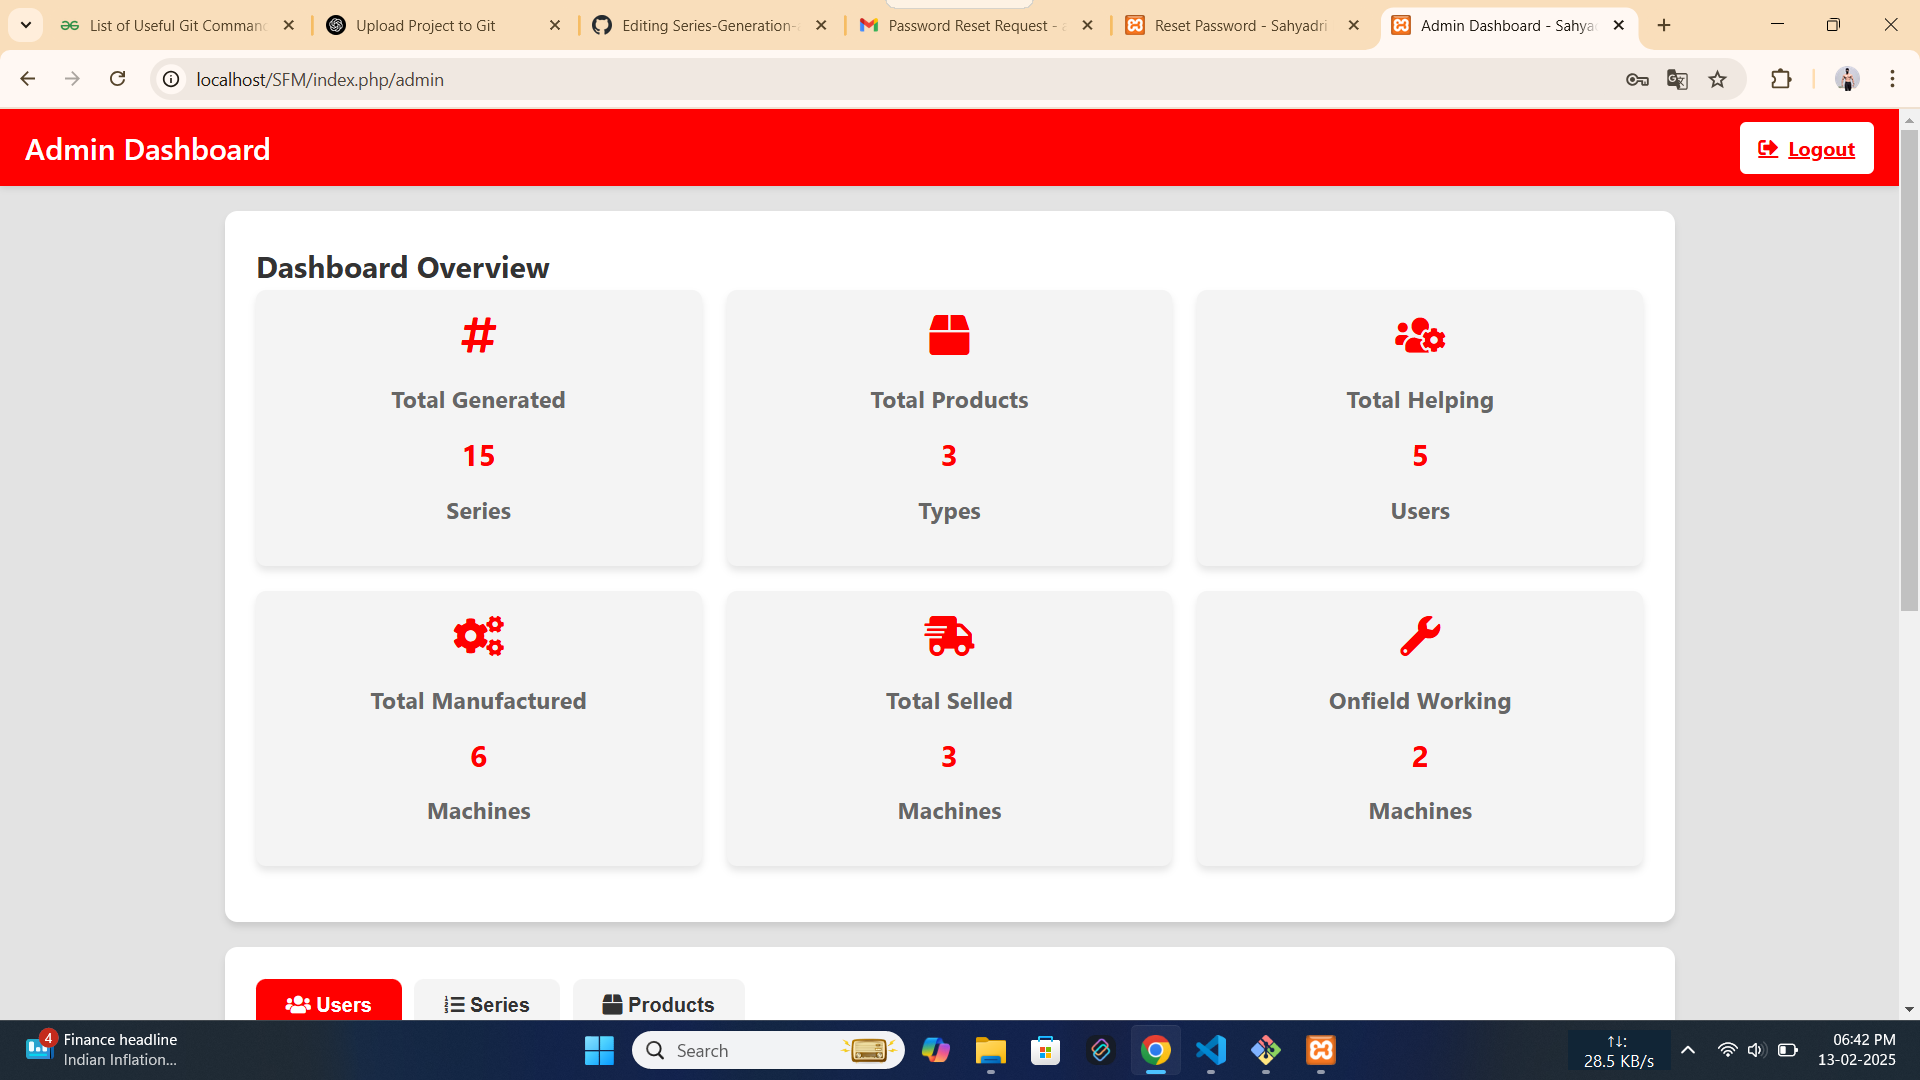 List of Useful Git Comman
Upload Project to Git
Editing Series-Generation-
Password Reset Request -
Reset Password - Sahyadri
Admin Dashboard - Sahya
localhost/SFM/index.php/admin
Admin Dashboard
Logout
Dashboard Overview
Total Generated
15
Series
Total Products
3
Types
Total Helping
5
Users
Total Manufactured
6
Machines
Total Selled
3
Machines
Onfield Working
2
Machines
Users
Series
Products
4
Finance headline
Indian Inflation...
Search
28.5 KB/s
06:42 PM
13-02-2025